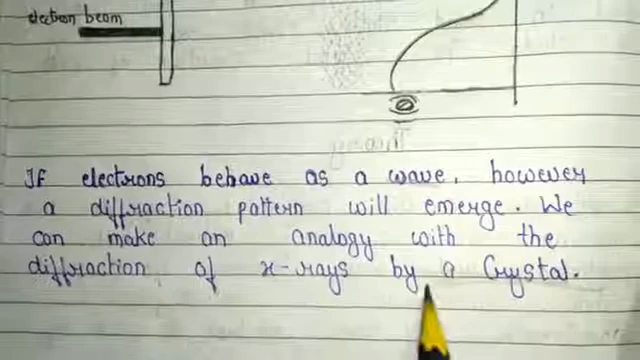 electron beam
If electrons behave as a wave, however
a diffraction pattern will emerge. We
can make an analogy with the
diffraction of x-rays by a Crystal.